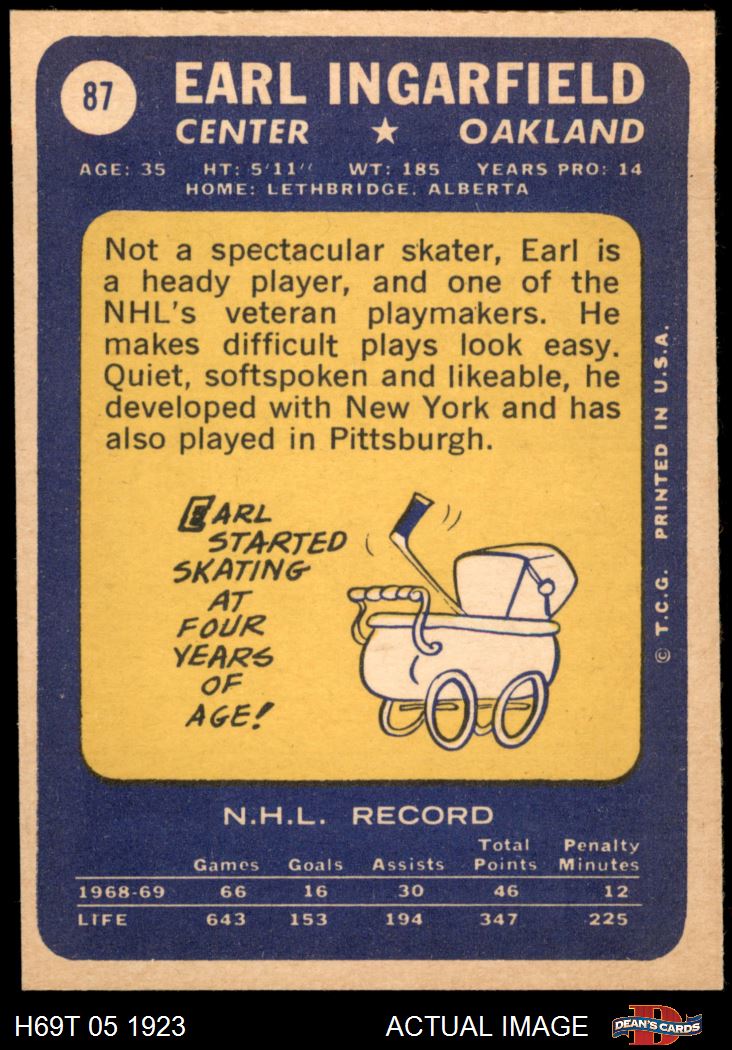 87
EARL INGARFIELD
CENTER ★ OAKLAND
AGE: 35 HT: 5'11" WT: 185 YEARS PRO: 14
HOME: LETHBRIDGE, ALBERTA
Not a spectacular skater, Earl is
a heady player, and one of the
NHL's veteran playmakers. He
makes difficult plays look easy.
Quiet, softspoken and likeable, he
developed with New York and has
also played in Pittsburgh.
EARL
STARTED
SKATING
AT
FOUR
YEARS
OF
AGE!
© T.C.G. PRINTED IN U.S.A.
N.H.L. RECORD
Total Penalty
Games Goals Assists Points Minutes
1968-69 66 16 30 46 12
LIFE 643 153 194 347 225
H69T 05 1923 ACTUAL IMAGE
D
DEAN'S CARDS